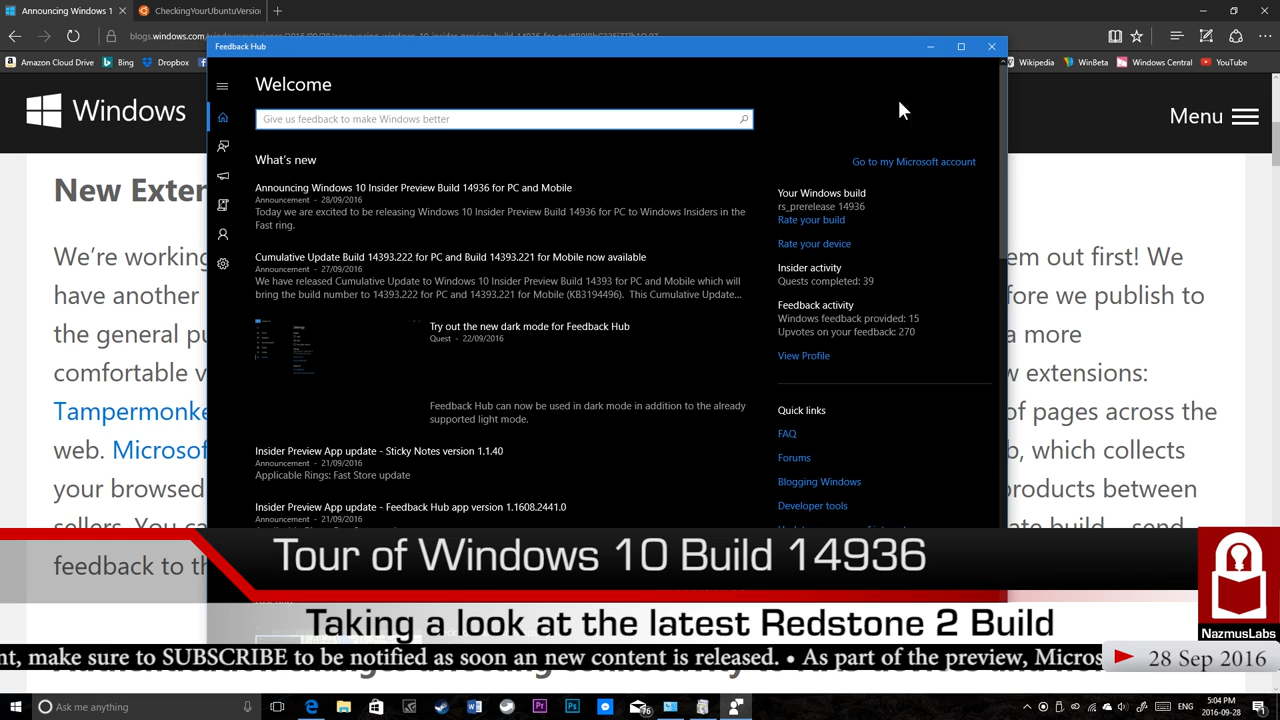 Announcing Windows 1
blogs.windows.com
Amazon Cloud Drive
Bing
Dropbox
Wikipedia
WinBeta
Windows Central
YouTube
Windows
Menu
Feedback Hub
Welcome
Give us feedback to make Windows better
What's new
Announcing Windows 10 Insider Preview Build 14936 for PC and Mobile
Announcement - 28/09/2016
Today we are excited to be releasing Windows 10 Insider Preview Build 14936 for PC to Windows Insiders in the
Fast ring.
Cumulative Update Build 14393.222 for PC and Build 14393.221 for Mobile now available
Announcement - 27/09/2016
We have released Cumulative Update to Windows 10 Insider Preview Build 14393 for PC and Mobile which will
bring the build number to 14393.222 for PC and 14393.221 for Mobile (KB3194496). This Cumulative Update...
Try out the new dark mode for Feedback Hub
Quest - 22/09/2016
Feedback Hub can now be used in dark mode in addition to the already
supported light mode.
Insider Preview App update - Sticky Notes version 1.1.40
Announcement - 21/09/2016
Applicable Rings: Fast Store update
Insider Preview App update - Feedback Hub app version 1.1608.2441.0
Announcement - 21/09/2016
Go to my Microsoft account
Your Windows build
rs_prerelease 14936
Rate your build
Rate your device
Insider activity
Quests completed: 39
Feedback activity
Windows feedback provided: 15
Upvotes on your feedback: 270
View Profile
Quick links
FAQ
Forums
Blogging Windows
Developer tools
New Exter
We're working
em out first! We
have another
fore we publish to
the general pu
a more
comfortable v
w extensions:
Tampermonke
of pages across the
web. Microsof
b, which collects
your browsed
products between
sellers. You ca
ate build – send
feedback to th
Tour of Windows 10 Build 14936
Taking a look at the latest Redstone 2 Build
NazmusLabs
nt, make sure to SUBSCRIBE to be notified as soon an new content is released. • As part of the preview, Micros
28 Sep 2016
Ask me anything
76
5:04 PM
2016-09-28
1